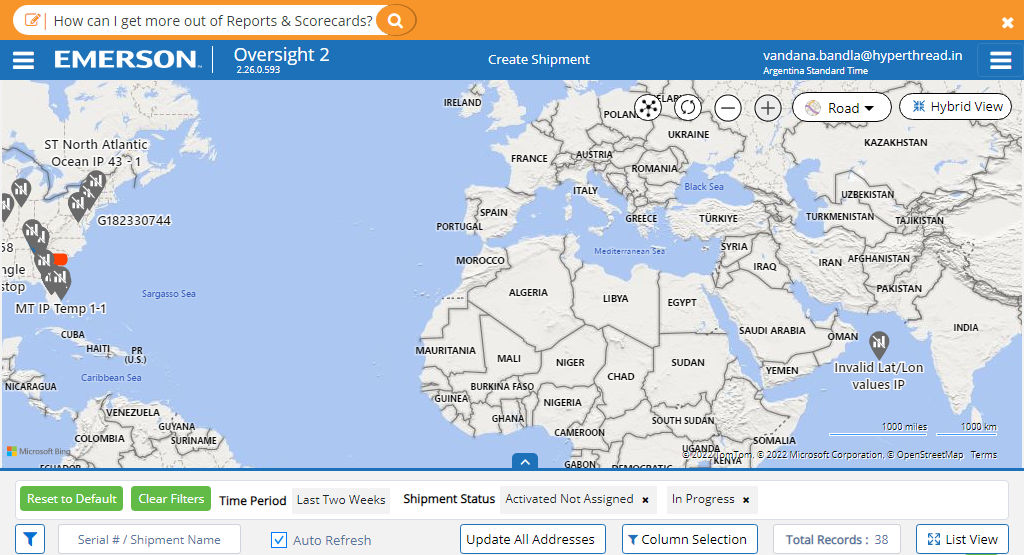 How can I get more out of Reports & Scorecards?
EMERSON
Oversight 2
2.26.0.593
Create Shipment
vandana.bandla@hyperthread.in
Argentina Standard Time
IRELAND
POLAN
ELAR
Road
Hybrid View
ST North Atlantic
Ocean IP 43 - 1
UKRAINE
KAZAKHSTAN
FRANCE
AUSTRIA
ROMANIA
ITALY
Black Sea
UZBEKISTAN
G182330744
SPAIN
PORTUGAL
GREECE
TÜRKIYE
TURKMENISTAN
TAJIKISTAN
58
Mediterranean Sea
SYRIA
MOROCCO
IRAQ
IRAN
AFGHANISTAN
ngle
stop
Sargasso Sea
ALGERIA
LIBYA
EGYPT
PAKISTAN
MT IP Temp 1-1
CUBA
HAITI
PR
(U.S.)
SAUDI ARABIA
OMAN
INDIA
MAURITANIA
MALI
NIGER
CHAD
SUDAN
YEMEN
Invalid Lat/Lon
values IP
Caribbean Sea
NICARAGUA
BURKINA FASO
GUINEA
NIGERIA
VENEZUELA
GUYANA
GHANA
SOUTH SUDAN
COLOMBIA
SURINAME
CAMEROON
SOMALIA
1000 miles
1000 km
Microsoft Bing
UGANDA
KENYA
© 2022 TomTom, © 2022 Microsoft Corporation, © OpenStreetMap Terms
ECUADOR
GABON
DEMOCRATIC
Reset to Default
Clear Filters
Time Period
Last Two Weeks
Shipment Status
Activated Not Assigned ×
In Progress ×
Serial # / Shipment Name
Auto Refresh
Update All Addresses
Column Selection
Total Records : 38
List View